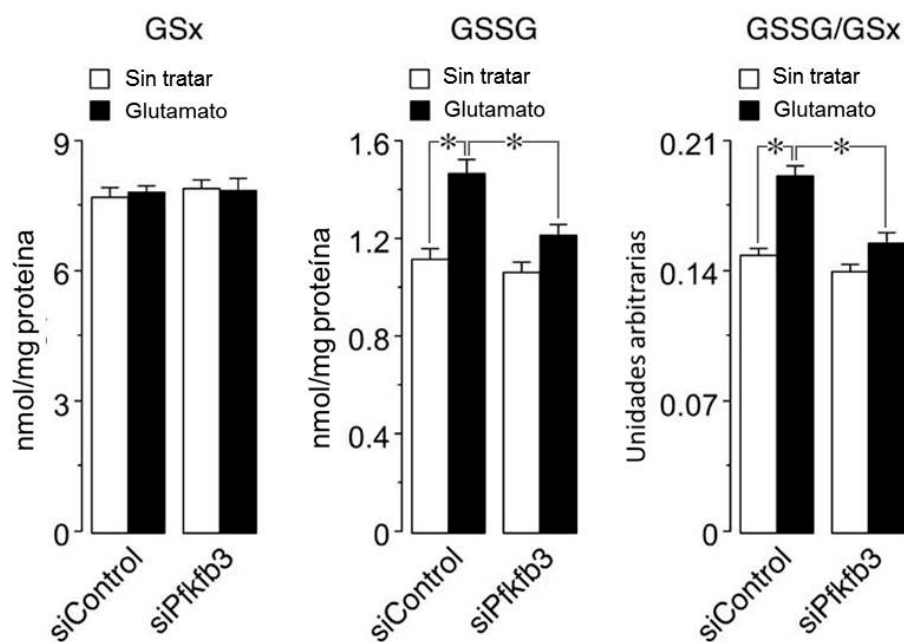 GSx
Sin tratar
Glutamato
nmol/mg proteína
9
6
3
0
siControl
siPfkfb3
GSSG
Sin tratar
Glutamato
nmol/mg proteína
1.6
1.2
0.8
0.4
0
*
*
siControl
siPfkfb3
GSSG/GSx
Sin tratar
Glutamato
Unidades arbitrarias
0.21
0.14
0.07
0
*
*
siControl
siPfkfb3